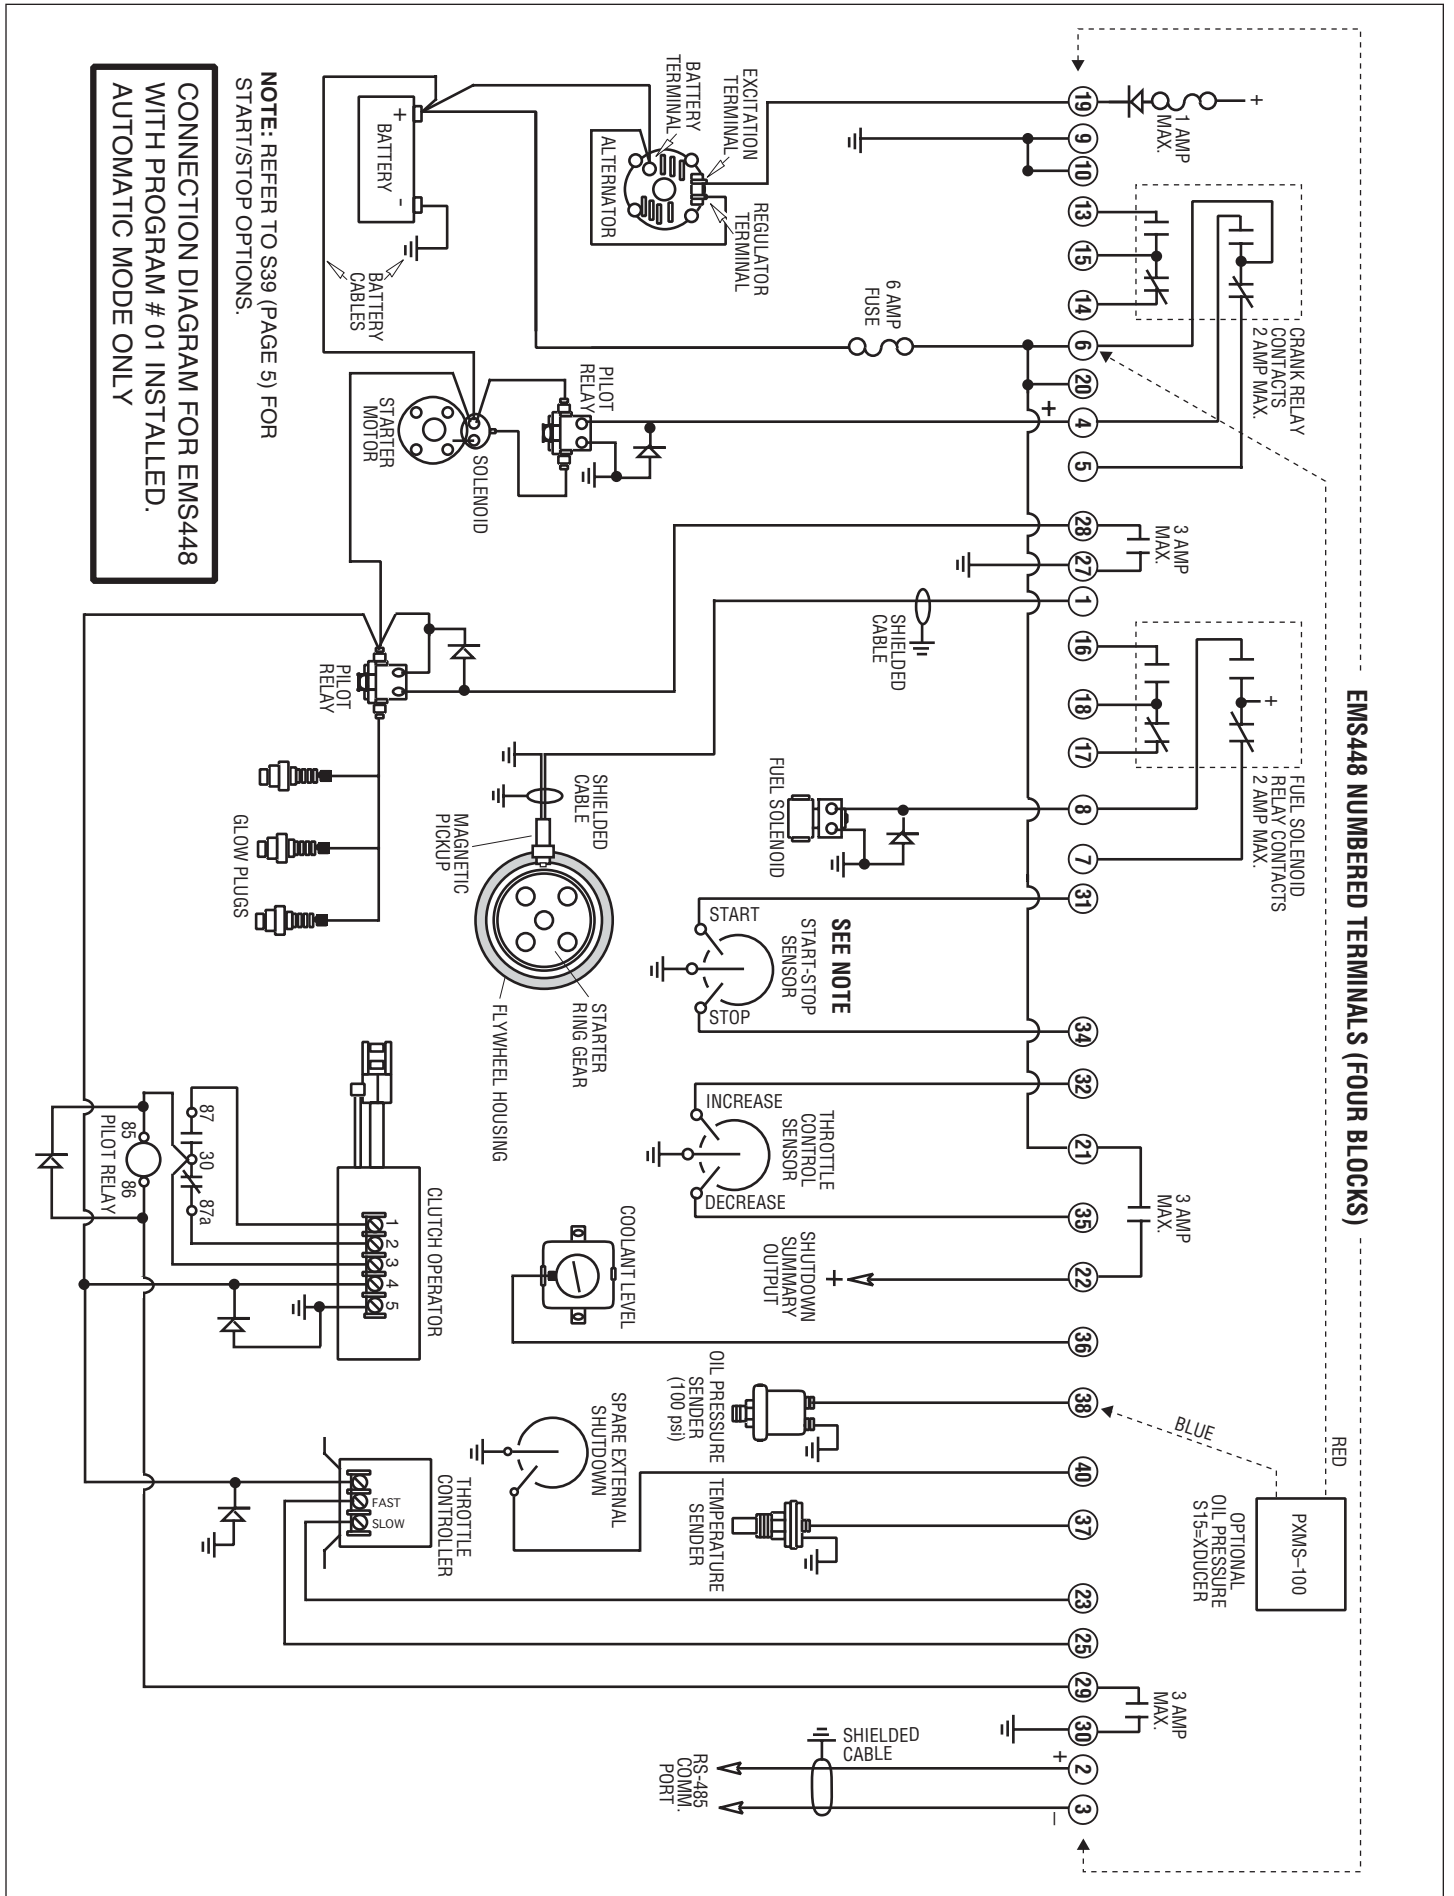 EMS448 NUMBERED TERMINALS (FOUR BLOCKS)
1 AMP
MAX.
+
CRANK RELAY
CONTACTS
2 AMP MAX.
3 AMP
MAX.
FUEL SOLENOID
RELAY CONTACTS
2 AMP MAX.
+
3 AMP
MAX.
RED
BLUE
PXMS–100
OPTIONAL
OIL PRESSURE
S15=XDUCER
3 AMP
MAX.
19
9
10
13
15
14
6
20
4
5
28
27
1
16
18
17
8
7
31
34
32
21
35
22
36
38
40
37
23
25
29
30
2
3
+
+
–
EXCITATION
TERMINAL
BATTERY
TERMINAL
REGULATOR
TERMINAL
ALTERNATOR
6 AMP
FUSE
SHIELDED
CABLE
SEE NOTE
START-STOP
SENSOR
START
STOP
THROTTLE
CONTROL
SENSOR
INCREASE
DECREASE
SHUTDOWN
SUMMARY
OUTPUT
+
SHIELDED
CABLE
RS-485
COMM.
PORT
FUEL SOLENOID
OIL PRESSURE
SENDER
(100 psi)
TEMPERATURE
SENDER
COOLANT LEVEL
SPARE EXTERNAL
SHUTDOWN
PILOT
RELAY
SOLENOID
STARTER
MOTOR
+
BATTERY
-
BATTERY
CABLES
SHIELDED
CABLE
MAGNETIC
PICKUP
STARTER
RING GEAR
FLYWHEEL HOUSING
PILOT
RELAY
GLOW PLUGS
CLUTCH OPERATOR
1
2
3
4
5
THROTTLE
CONTROLLER
FAST
SLOW
87
30
87a
85
86
PILOT RELAY
NOTE: REFER TO S39 (PAGE 5) FOR
START/STOP OPTIONS.
CONNECTION DIAGRAM FOR EMS448
WITH PROGRAM # 01 INSTALLED.
AUTOMATIC MODE ONLY